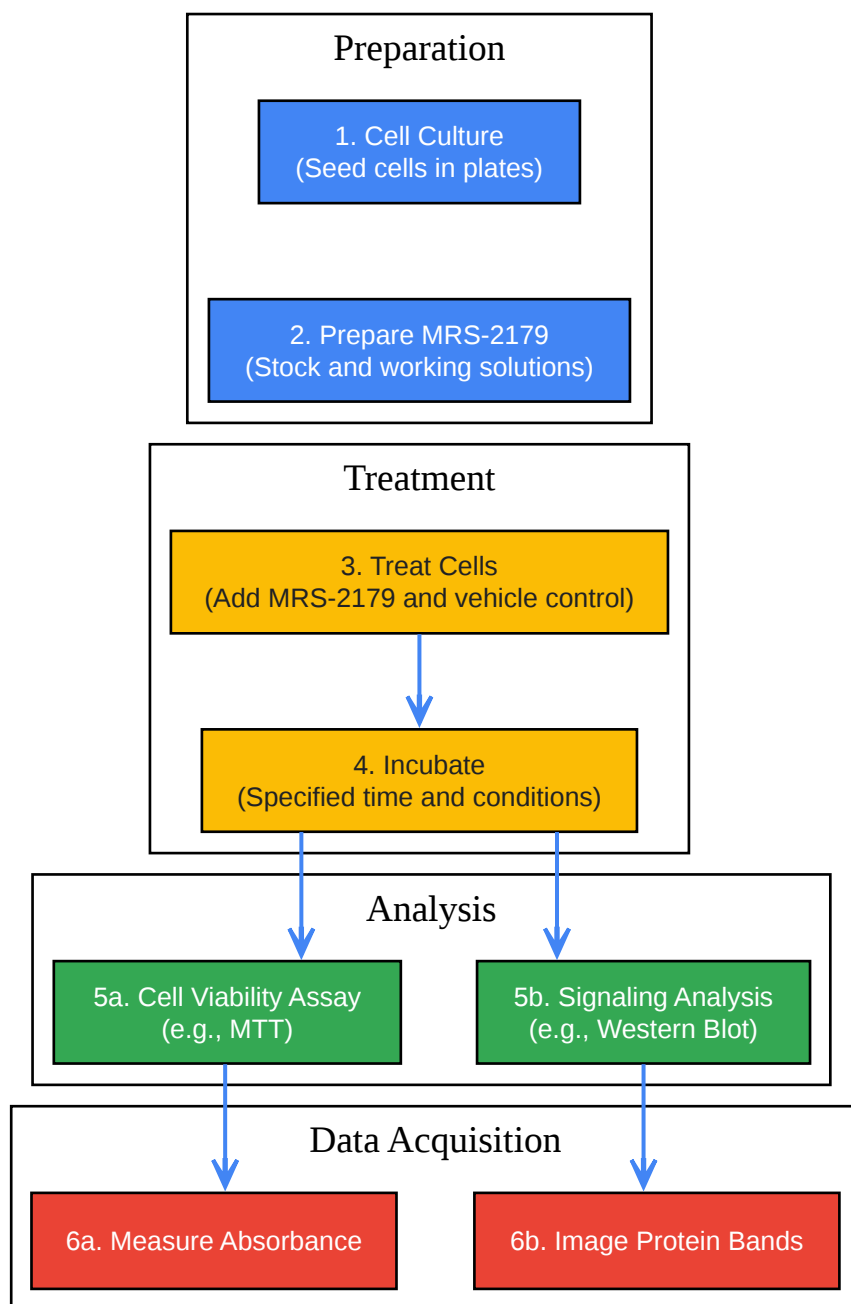 Preparation
1. Cell Culture
(Seed cells in plates)
2. Prepare MRS-2179
(Stock and working solutions)
Treatment
3. Treat Cells
(Add MRS-2179 and vehicle control)
4. Incubate
(Specified time and conditions)
Analysis
5a. Cell Viability Assay
(e.g., MTT)
5b. Signaling Analysis
(e.g., Western Blot)
Data Acquisition
6a. Measure Absorbance
6b. Image Protein Bands